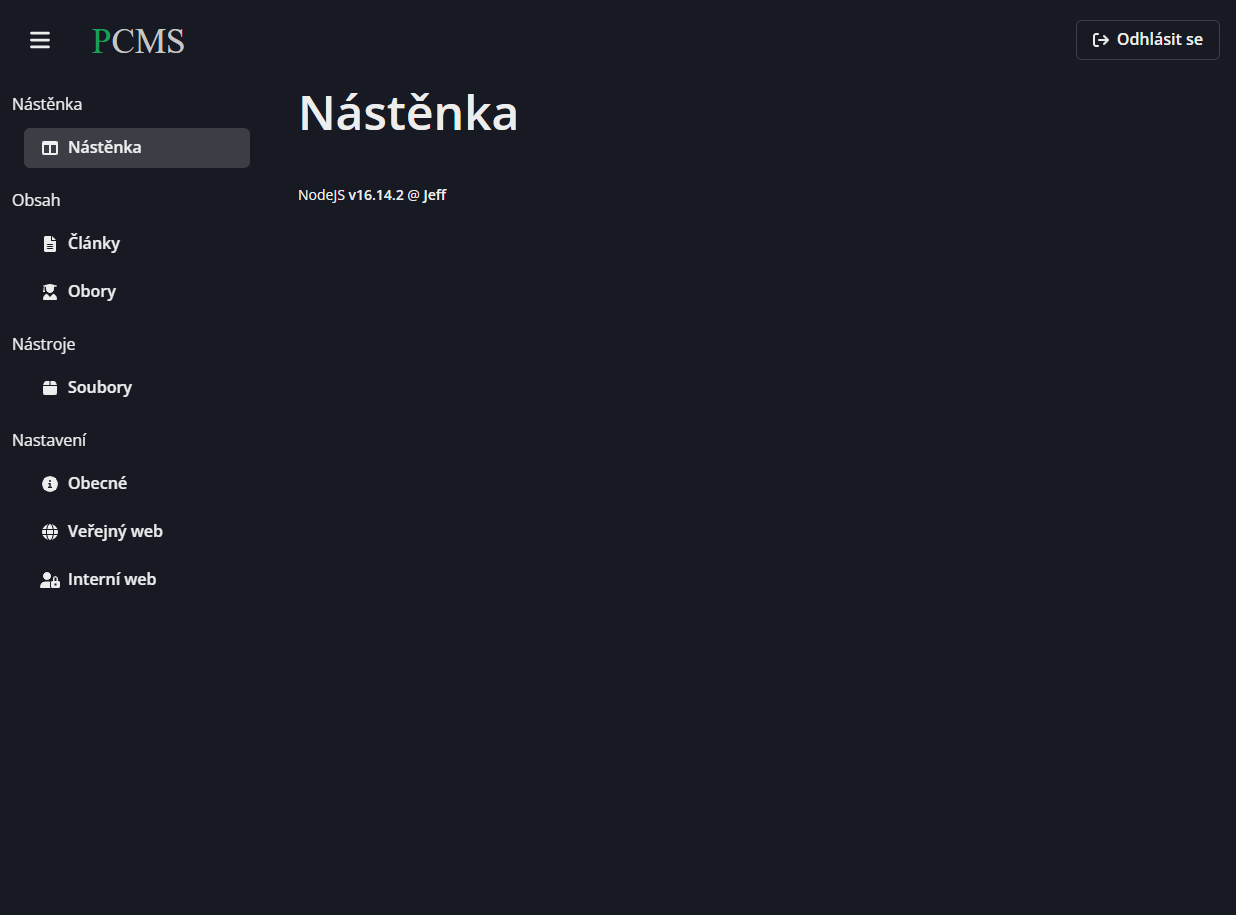 PCMS
Odhlásit se
Nástěnka
Nástěnka
Obsah
Články
Obory
Nástroje
Soubory
Nastavení
Obecné
Veřejný web
Interní web
Nástěnka
NodeJS v16.14.2 @ Jeff